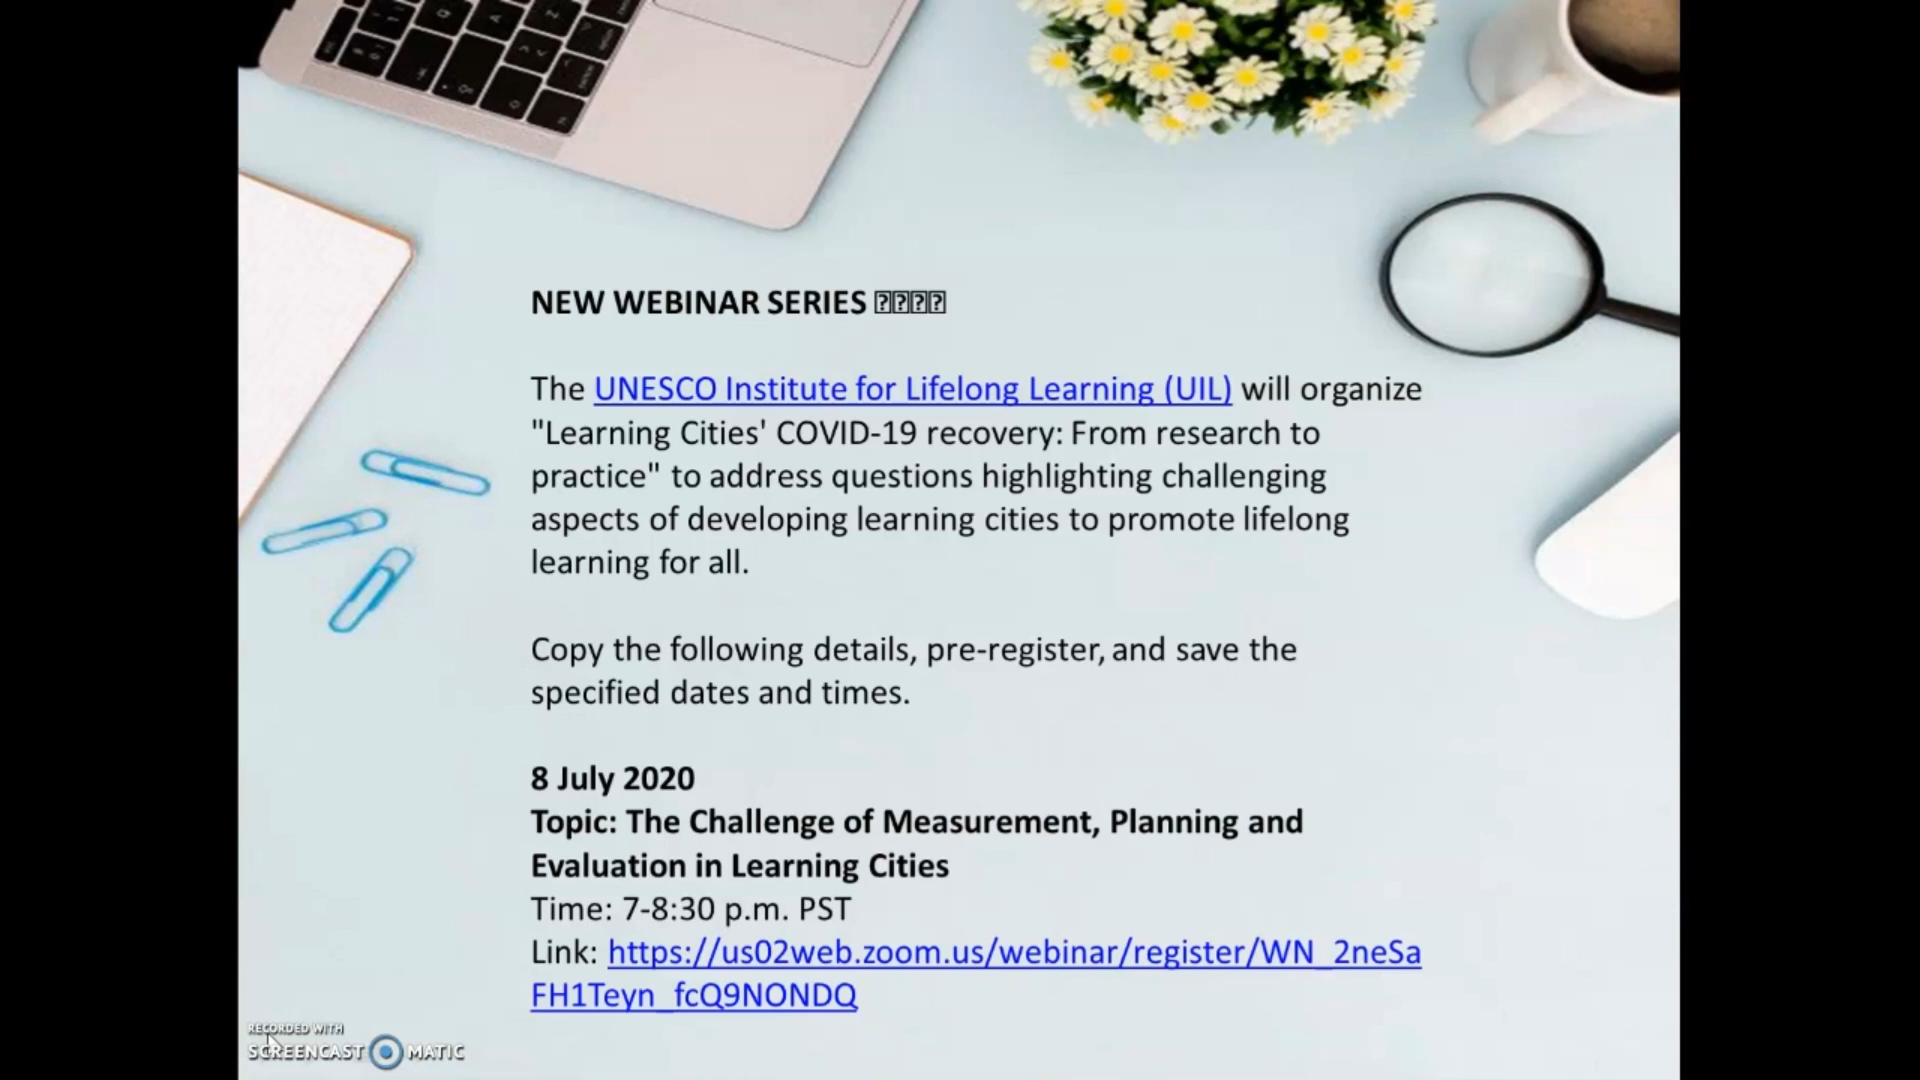 NEW WEBINAR SERIES
The UNESCO Institute for Lifelong Learning (UIL) will organize
"Learning Cities' COVID-19 recovery: From research to
practice" to address questions highlighting challenging
aspects of developing learning cities to promote lifelong
learning for all.
Copy the following details, pre-register, and save the
specified dates and times.
8 July 2020
Topic: The Challenge of Measurement, Planning and
Evaluation in Learning Cities
Time: 7-8:30 p.m. PST
Link: https://us02web.zoom.us/webinar/register/WN_2neSa
FH1Teyn_fcQ9NONDQ
RECORDED WITH
SCREENCAST MATIC